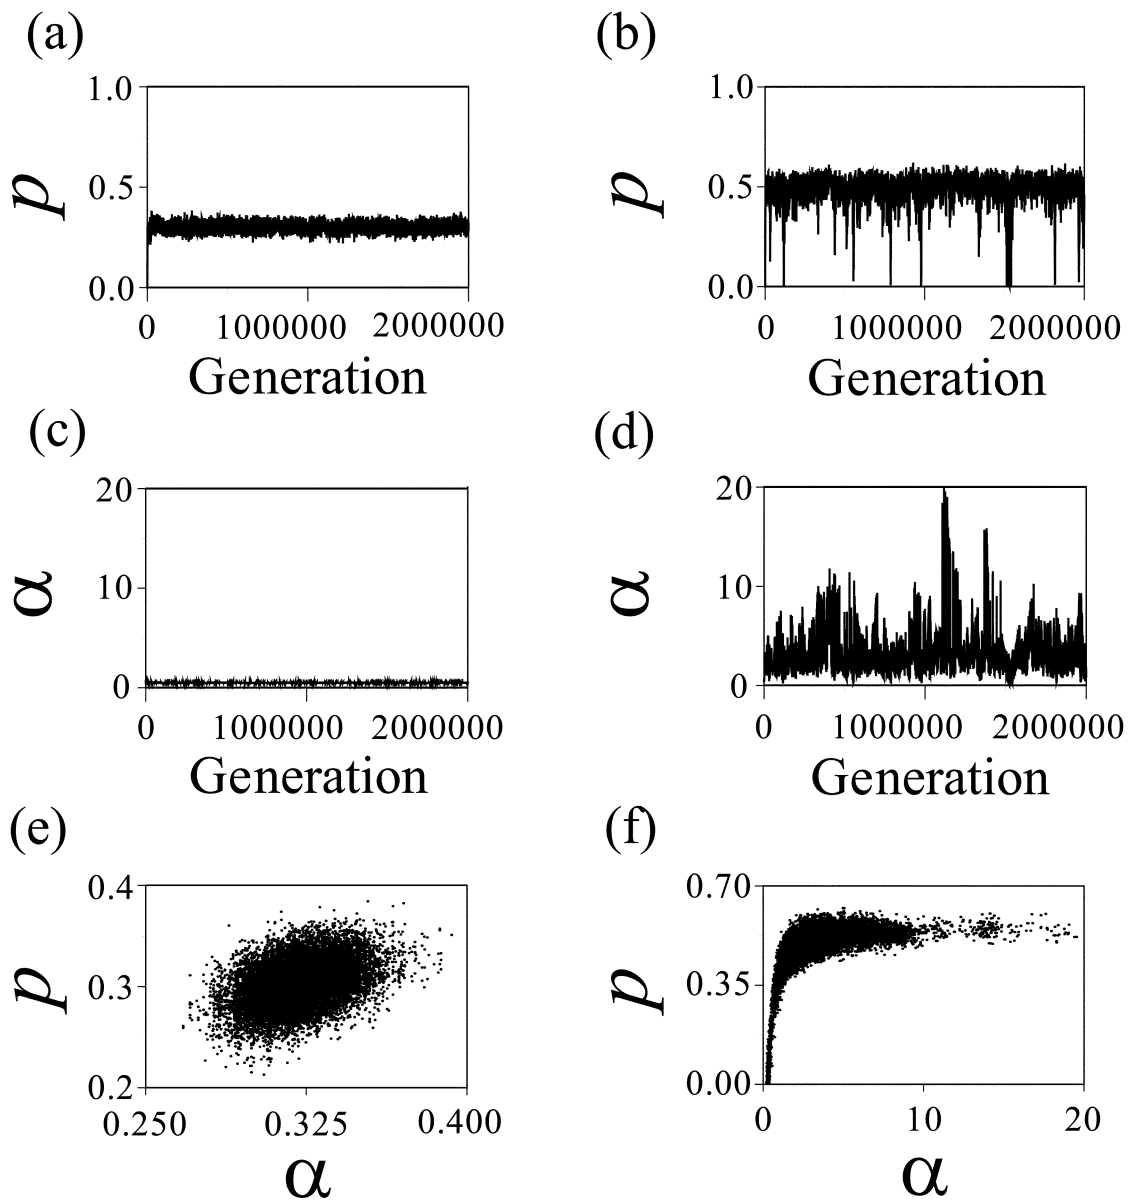 (a) (b)
1.0 1.0
p p
0.5 0.5
0.0 0.0
0 1000000 2000000 0 1000000 2000000
Generation Generation
(c) (d)
20 20
α α
10 10
0 0
0 1000000 2000000 0 1000000 2000000
Generation Generation
(e) (f)
0.4 0.70
p p
0.3 0.35
0.2 0.00
0.250 0.325 0.400 0 10 20
α α